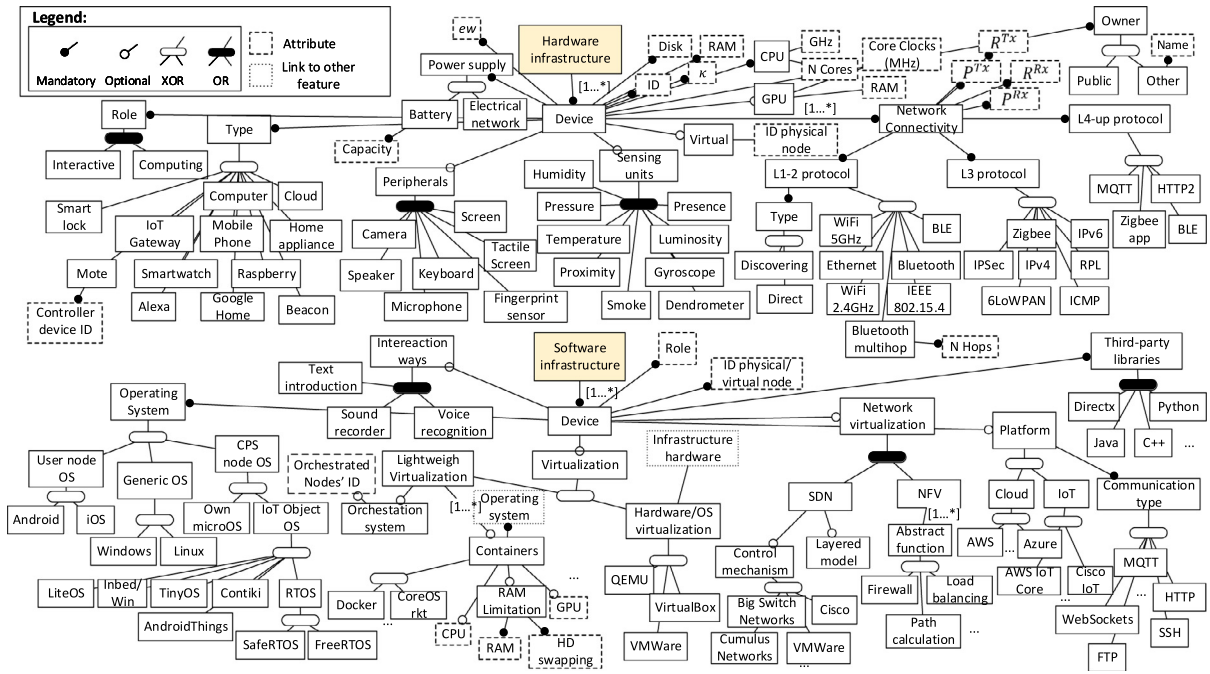 Legend:
Mandatory
Optional
XOR
OR
Attribute
Link to other
feature
ew
Hardware
infrastructure
[1...*]
Power supply
Battery
Electrical
network
Capacity
Device
Disk
RAM
ID
κ
CPU
GHz
N Cores
GPU
Core Clocks
(MHz)
RAM
[1...*]
Owner
Public
Other
Name
R^Tx
P^Tx
R^Rx
P^Rx
Network
Connectivity
L4-up protocol
Role
Interactive
Computing
Type
Computer
Cloud
Smart
lock
IoT
Gateway
Mobile
Phone
Home
appliance
Mote
Smartwatch
Raspberry
Controller
device ID
Alexa
Google
Home
Beacon
Peripherals
Camera
Screen
Speaker
Keyboard
Tactile
Screen
Microphone
Fingerprint
sensor
Sensing
units
Humidity
Pressure
Presence
Temperature
Luminosity
Proximity
Gyroscope
Smoke
Dendrometer
Virtual
ID physical
node
L1-2 protocol
Type
Discovering
Direct
WiFi
5GHz
BLE
Ethernet
Bluetooth
WiFi
2.4GHz
IEEE
802.15.4
Bluetooth
multihop
N Hops
L3 protocol
Zigbee
IPv6
IPSec
IPv4
RPL
6LoWPAN
ICMP
MQTT
HTTP2
Zigbee
app
BLE
Intereaction
ways
Text
introduction
Sound
recorder
Voice
recognition
Software
infrastructure
[1...*]
Device
Role
ID physical/
virtual node
Third-party
libraries
Directx
Python
Java
C++
...
Operating
System
User node
OS
Android
iOS
Generic OS
Windows
Linux
CPS
node OS
Own
microOS
IoT Object
OS
LiteOS
Inbed/
Win
TinyOS
Contiki
RTOS
AndroidThings
SafeRTOS
FreeRTOS
Virtualization
Lightweigh
Virtualization
Orchestrated
Nodes' ID
Orchestation
system
[1...*]
Operating
system
Containers
Docker
CoreOS
rkt
...
CPU
RAM
Limitation
GPU
RAM
HD
swapping
...
Infrastructure
hardware
Hardware/OS
virtualization
QEMU
VirtualBox
VMWare
Network
virtualization
SDN
Control
mechanism
Layered
model
Big Switch
Networks
Cisco
Cumulus
Networks
VMWare
...
NFV
[1...*]
Abstract
function
Firewall
Load
balancing
Path
calculation
...
Platform
Cloud
IoT
AWS
...
Azure
AWS IoT
Core
...
Cisco
IoT
Communication
type
MQTT
...
HTTP
WebSockets
SSH
FTP